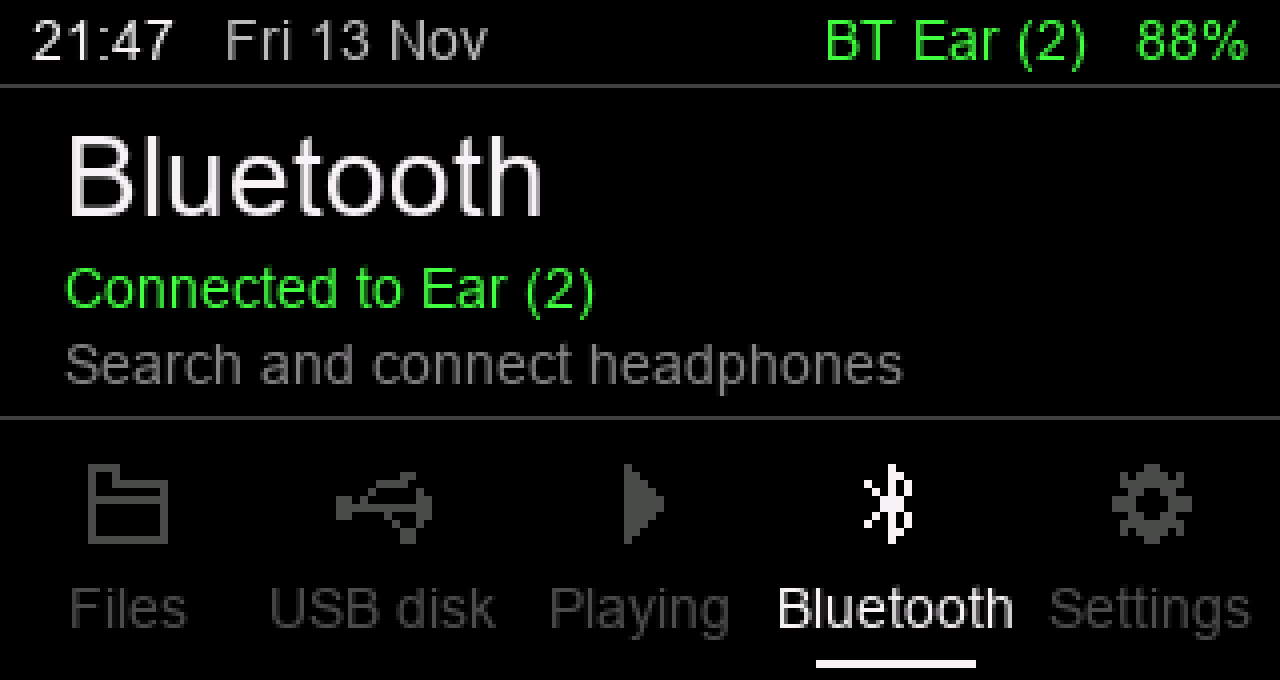 21:47 Fri 13 Nov BT Ear (2) 88%
Bluetooth
Connected to Ear (2)
Search and connect headphones
Files USB disk Playing Bluetooth Settings